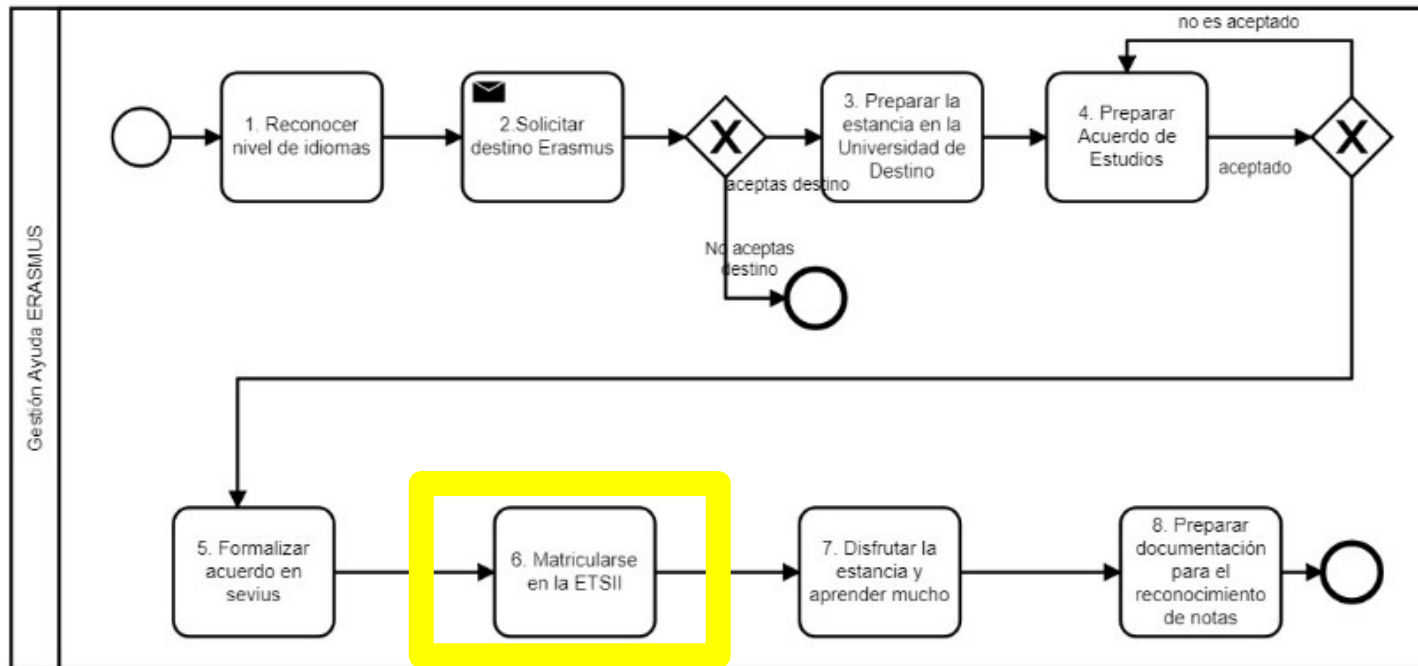 Gestión Ayuda ERASMUS
no es aceptado
1. Reconocer
nivel de idiomas
2.Solicitar
destino Erasmus
X
aceptas destino
No aceptas
destino
3. Preparar la
estancia en la
Universidad de
Destino
4. Preparar
Acuerdo de
Estudios
aceptado
X
5. Formalizar
acuerdo en
sevius
6. Matricularse
en la ETSII
7. Disfrutar la
estancia y
aprender mucho
8. Preparar
documentación
para el
reconocimiento
de notas